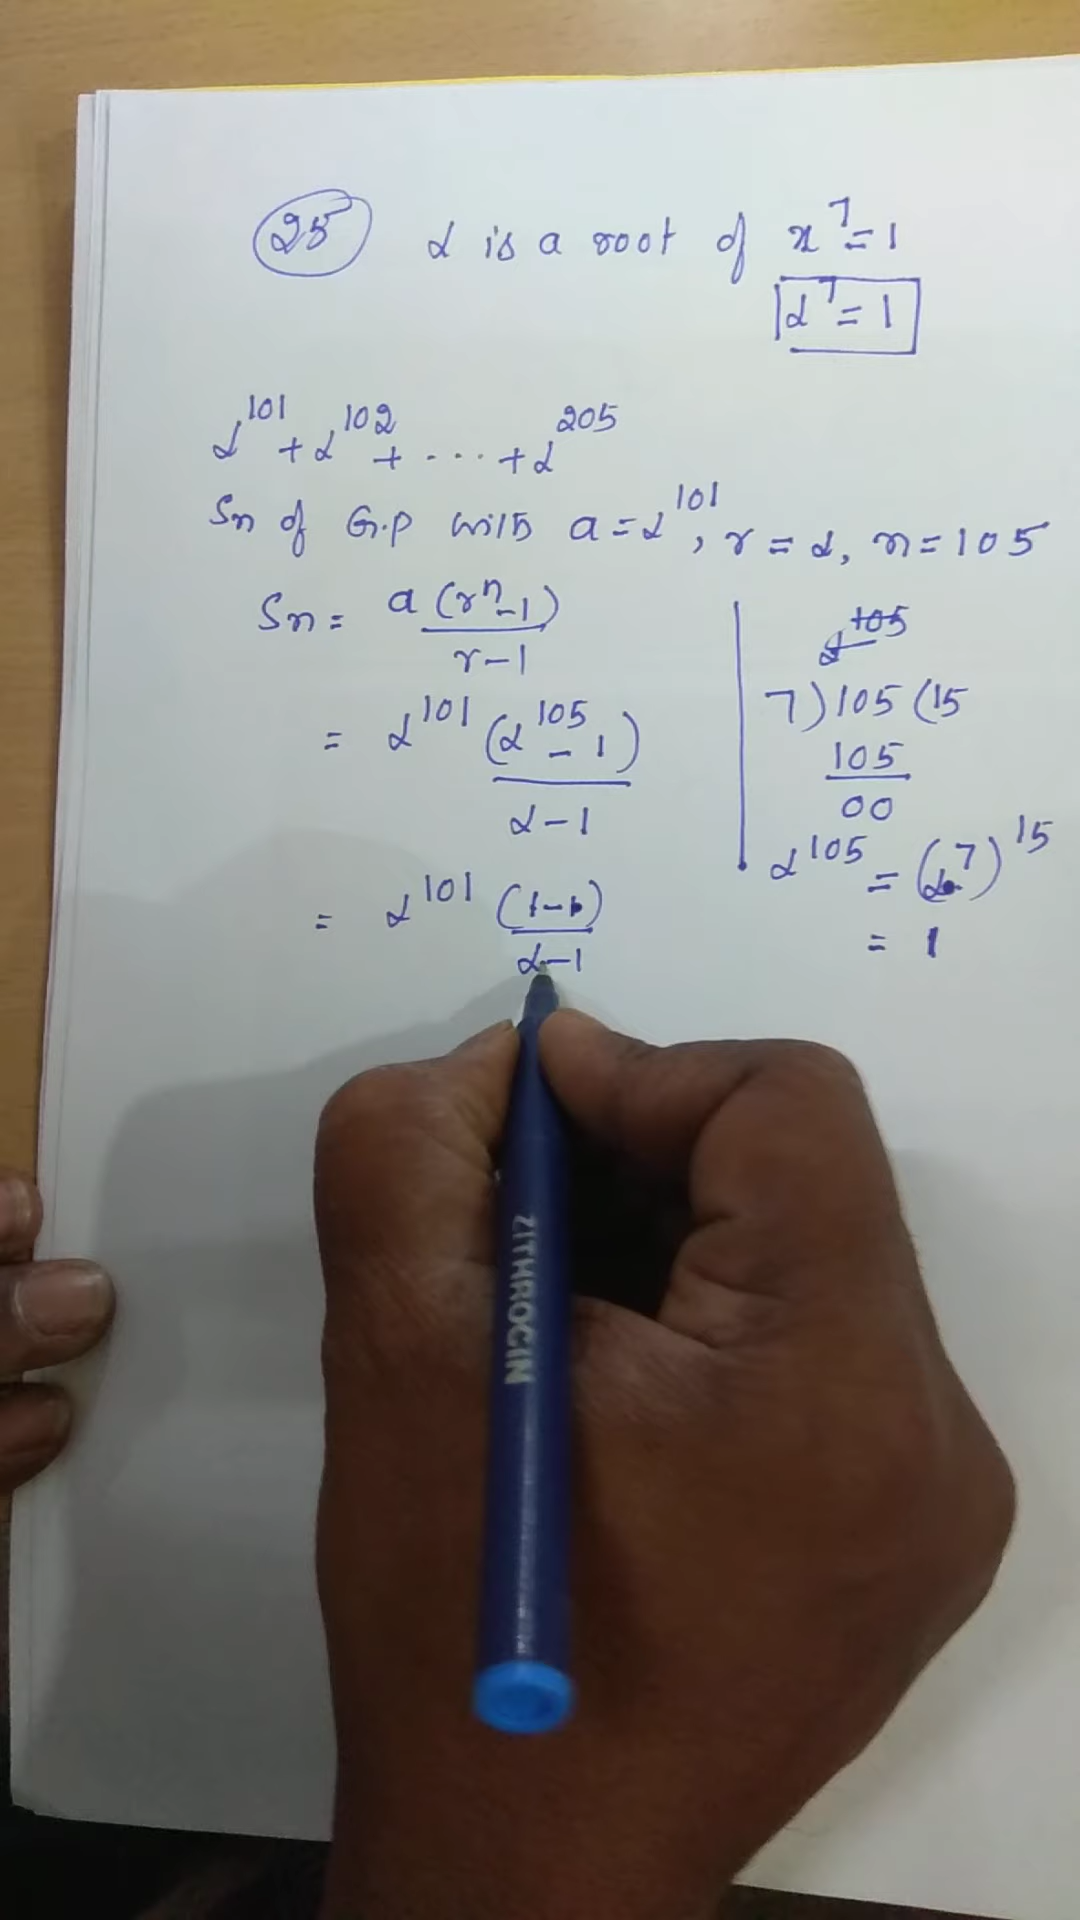 25 α is a root of x⁷ = 1
α⁷ = 1
α¹⁰¹ + α¹⁰² + ... + α²⁰⁵
Sn of G.P with a = α¹⁰¹, r = α, n = 105
Sn = a (rⁿ - 1) / r - 1
= α¹⁰¹ (α¹⁰⁵ - 1) / α - 1
= α¹⁰¹ (1 - 1) / α - 1
α¹⁰⁵
7 ) 105 ( 15
105
00
α¹⁰⁵ = (α⁷)¹⁵
= 1
ZITHROCIN